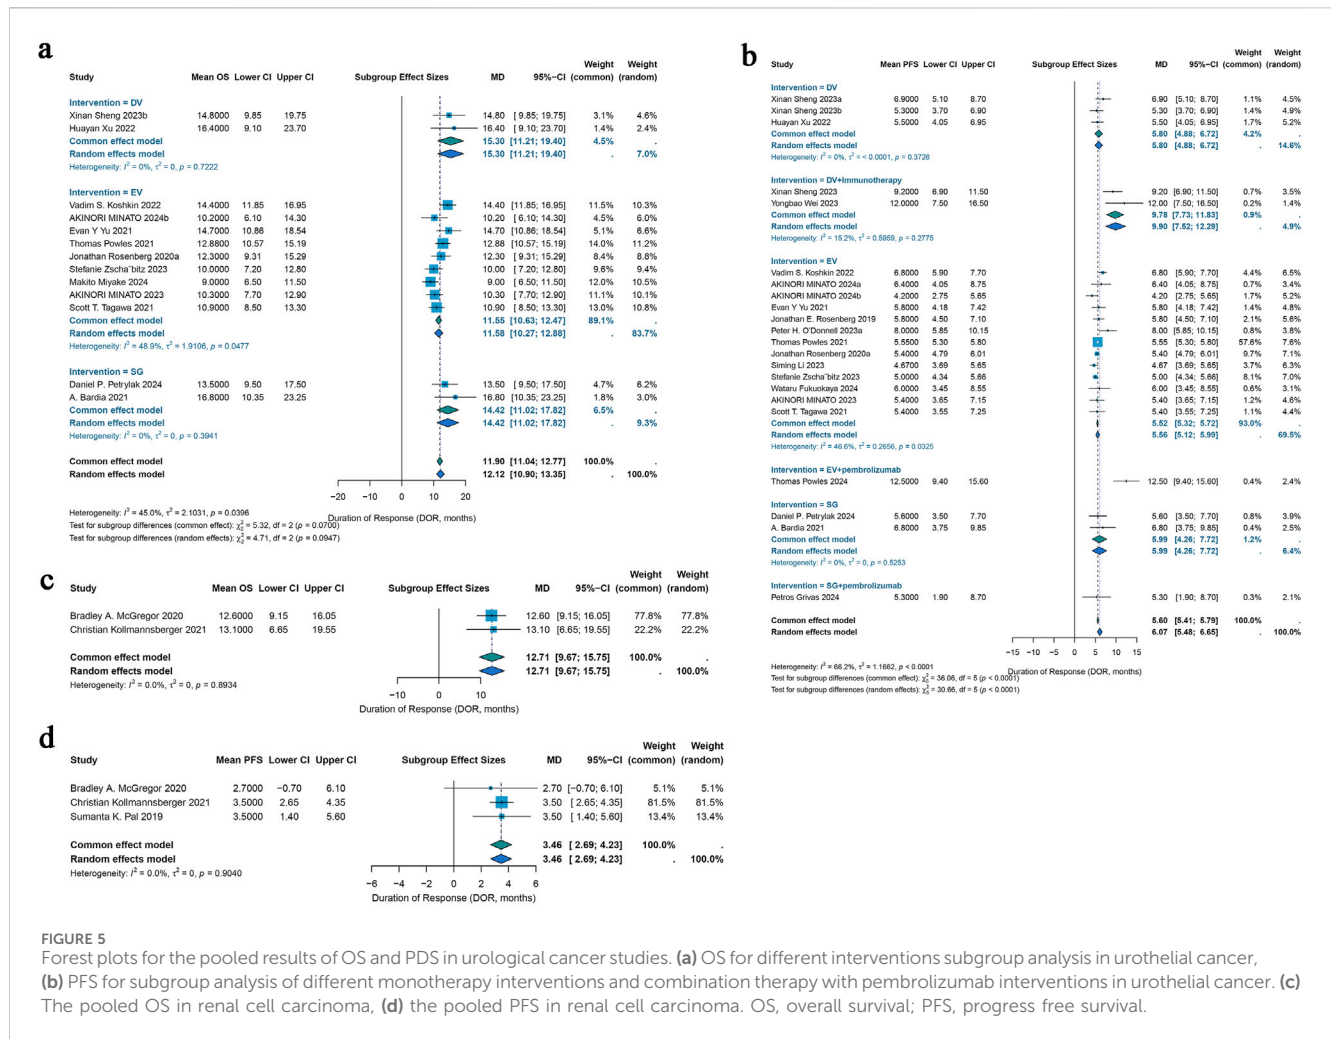 a
Weight Weight
Study Mean OS Lower CI Upper CI Subgroup Effect Sizes MD 95%−CI (common) (random)
Intervention = DV
Xinan Sheng 2023b 14.8000 9.85 19.75 14.80 [ 9.85; 19.75] 3.1% 4.6%
Huayan Xu 2022 16.4000 9.10 23.70 16.40 [ 9.10; 23.70] 1.4% 2.4%
Common effect model 15.30 [11.21; 19.40] 4.5% .
Random effects model 15.30 [11.21; 19.40] . 7.0%
Heterogeneity: I² = 0%, τ² = 0, p = 0.7222
Intervention = EV
Vadim S. Koshkin 2022 14.4000 11.85 16.95 14.40 [11.85; 16.95] 11.5% 10.3%
AKINORI MINATO 2024b 10.2000 6.10 14.30 10.20 [ 6.10; 14.30] 4.5% 6.0%
Evan Y Yu 2021 14.7000 10.86 18.54 14.70 [10.86; 18.54] 5.1% 6.6%
Thomas Powles 2021 12.8800 10.57 15.19 12.88 [10.57; 15.19] 14.0% 11.2%
Jonathan Rosenberg 2020a 12.3000 9.31 15.29 12.30 [ 9.31; 15.29] 8.4% 8.8%
Stefanie Zscha¨bitz 2023 10.0000 7.20 12.80 10.00 [ 7.20; 12.80] 9.6% 9.4%
Makito Miyake 2024 9.0000 6.50 11.50 9.00 [ 6.50; 11.50] 12.0% 10.5%
AKINORI MINATO 2023 10.3000 7.70 12.90 10.30 [ 7.70; 12.90] 11.1% 10.1%
Scott T. Tagawa 2021 10.9000 8.50 13.30 10.90 [ 8.50; 13.30] 13.0% 10.8%
Common effect model 11.55 [10.63; 12.47] 89.1% .
Random effects model 11.58 [10.27; 12.88] . 83.7%
Heterogeneity: I² = 48.9%, τ² = 1.9106, p = 0.0477
Intervention = SG
Daniel P. Petrylak 2024 13.5000 9.50 17.50 13.50 [ 9.50; 17.50] 4.7% 6.2%
A. Bardia 2021 16.8000 10.35 23.25 16.80 [10.35; 23.25] 1.8% 3.0%
Common effect model 14.42 [11.02; 17.82] 6.5% .
Random effects model 14.42 [11.02; 17.82] . 9.3%
Heterogeneity: I² = 0%, τ² = 0, p = 0.3941
Common effect model 11.90 [11.04; 12.77] 100.0% .
Random effects model 12.12 [10.90; 13.35] . 100.0%
−20 −10 0 10 20
Heterogeneity: I² = 45.0%, τ² = 2.1031, p = 0.0396
Duration of Response (DOR, months)
Test for subgroup differences (common effect): χ²₂ = 5.32, df = 2 (p = 0.0700)
Test for subgroup differences (random effects): χ²₂ = 4.71, df = 2 (p = 0.0947)
b
Weight Weight
Study Mean PFS Lower CI Upper CI Subgroup Effect Sizes MD 95%−CI (common) (random)
Intervention = DV
Xinan Sheng 2023a 6.9000 5.10 8.70 6.90 [5.10; 8.70] 1.1% 4.5%
Xinan Sheng 2023b 5.3000 3.70 6.90 5.30 [3.70; 6.90] 1.4% 4.9%
Huayan Xu 2022 5.5000 4.05 6.95 5.50 [4.05; 6.95] 1.7% 5.2%
Common effect model 5.80 [4.88; 6.72] 4.2% .
Random effects model 5.80 [4.88; 6.72] . 14.6%
Heterogeneity: I² = 0%, τ² = < 0.0001, p = 0.3726
Intervention = DV+Immunotherapy
Xinan Sheng 2023 9.2000 6.90 11.50 9.20 [6.90; 11.50] 0.7% 3.5%
Yongbao Wei 2023 12.0000 7.50 16.50 12.00 [7.50; 16.50] 0.2% 1.4%
Common effect model 9.78 [7.73; 11.83] 0.9% .
Random effects model 9.90 [7.52; 12.29] . 4.9%
Heterogeneity: I² = 15.2%, τ² = 0.5959, p = 0.2775
Intervention = EV
Vadim S. Koshkin 2022 6.8000 5.90 7.70 6.80 [5.90; 7.70] 4.4% 6.5%
AKINORI MINATO 2024a 6.4000 4.05 8.75 6.40 [4.05; 8.75] 0.7% 3.4%
AKINORI MINATO 2024b 4.2000 2.75 5.65 4.20 [2.75; 5.65] 1.7% 5.2%
Evan Y Yu 2021 5.8000 4.18 7.42 5.80 [4.18; 7.42] 1.4% 4.8%
Jonathan E. Rosenberg 2019 5.8000 4.50 7.10 5.80 [4.50; 7.10] 2.1% 5.6%
Peter H. O'Donnell 2023a 8.0000 5.85 10.15 8.00 [5.85; 10.15] 0.8% 3.8%
Thomas Powles 2021 5.5500 5.30 5.80 5.55 [5.30; 5.80] 57.6% 7.6%
Jonathan Rosenberg 2020a 5.4000 4.79 6.01 5.40 [4.79; 6.01] 9.7% 7.1%
Siming Li 2023 4.6700 3.69 5.65 4.67 [3.69; 5.65] 3.7% 6.3%
Stefanie Zscha¨bitz 2023 5.0000 4.34 5.66 5.00 [4.34; 5.66] 8.1% 7.0%
Wataru Fukuokaya 2024 6.0000 3.45 8.55 6.00 [3.45; 8.55] 0.6% 3.1%
AKINORI MINATO 2023 5.4000 3.65 7.15 5.40 [3.65; 7.15] 1.2% 4.6%
Scott T. Tagawa 2021 5.4000 3.55 7.25 5.40 [3.55; 7.25] 1.1% 4.4%
Common effect model 5.52 [5.32; 5.72] 93.0% .
Random effects model 5.56 [5.12; 5.99] . 69.5%
Heterogeneity: I² = 46.6%, τ² = 0.2656, p = 0.0325
Intervention = EV+pembrolizumab
Thomas Powles 2024 12.5000 9.40 15.60 12.50 [9.40; 15.60] 0.4% 2.4%
Intervention = SG
Daniel P. Petrylak 2024 5.6000 3.50 7.70 5.60 [3.50; 7.70] 0.8% 3.9%
A. Bardia 2021 6.8000 3.75 9.85 6.80 [3.75; 9.85] 0.4% 2.5%
Common effect model 5.99 [4.26; 7.72] 1.2% .
Random effects model 5.99 [4.26; 7.72] . 6.4%
Heterogeneity: I² = 0%, τ² = 0, p = 0.5253
Intervention = SG+pembrolizumab
Petros Grivas 2024 5.3000 1.90 8.70 5.30 [1.90; 8.70] 0.3% 2.1%
Common effect model 5.60 [5.41; 5.79] 100.0% .
Random effects model 6.07 [5.48; 6.65] . 100.0%
−15 −10 −5 0 5 10 15
Heterogeneity: I² = 66.2%, τ² = 1.1662, p < 0.0001
Duration of Response (DOR, months)
Test for subgroup differences (common effect): χ²₅ = 36.06, df = 5 (p < 0.0001)
Test for subgroup differences (random effects): χ²₅ = 30.66, df = 5 (p < 0.0001)
c
Weight Weight
Study Mean OS Lower CI Upper CI Subgroup Effect Sizes MD 95%−CI (common) (random)
Bradley A. McGregor 2020 12.6000 9.15 16.05 12.60 [9.15; 16.05] 77.8% 77.8%
Christian Kollmannsberger 2021 13.1000 6.65 19.55 13.10 [6.65; 19.55] 22.2% 22.2%
Common effect model 12.71 [9.67; 15.75] 100.0% .
Random effects model 12.71 [9.67; 15.75] . 100.0%
Heterogeneity: I² = 0.0%, τ² = 0, p = 0.8934
−10 0 10
Duration of Response (DOR, months)
d
Weight Weight
Study Mean PFS Lower CI Upper CI Subgroup Effect Sizes MD 95%−CI (common) (random)
Bradley A. McGregor 2020 2.7000 −0.70 6.10 2.70 [−0.70; 6.10] 5.1% 5.1%
Christian Kollmannsberger 2021 3.5000 2.65 4.35 3.50 [ 2.65; 4.35] 81.5% 81.5%
Sumanta K. Pal 2019 3.5000 1.40 5.60 3.50 [ 1.40; 5.60] 13.4% 13.4%
Common effect model 3.46 [ 2.69; 4.23] 100.0% .
Random effects model 3.46 [ 2.69; 4.23] . 100.0%
Heterogeneity: I² = 0.0%, τ² = 0, p = 0.9040
−6 −4 −2 0 2 4 6
Duration of Response (DOR, months)
FIGURE 5
Forest plots for the pooled results of OS and PDS in urological cancer studies. (a) OS for different interventions subgroup analysis in urothelial cancer,
(b) PFS for subgroup analysis of different monotherapy interventions and combination therapy with pembrolizumab interventions in urothelial cancer. (c)
The pooled OS in renal cell carcinoma, (d) the pooled PFS in renal cell carcinoma. OS, overall survival; PFS, progress free survival.